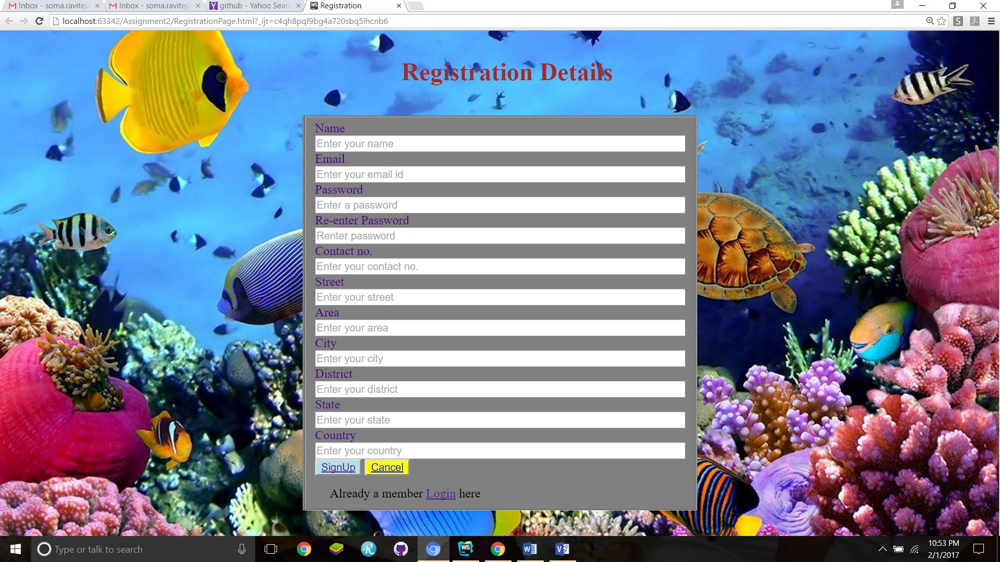 Inbox - soma.raviteja
Inbox - soma.raviteja
github - Yahoo Searc
Registration
localhost:63342/Assignment2/RegistrationPage.html?_ijt=c4qh8pqf9bg4a720sbq5ihcnb6
Registration Details
Name
Enter your name
Email
Enter your email id
Password
Enter a password
Re-enter Password
Renter password
Contact no.
Enter your contact no.
Street
Enter your street
Area
Enter your area
City
Enter your city
District
Enter your district
State
Enter your state
Country
Enter your country
SignUp Cancel
Already a member Login here
Type or talk to search
10:53 PM
2/1/2017